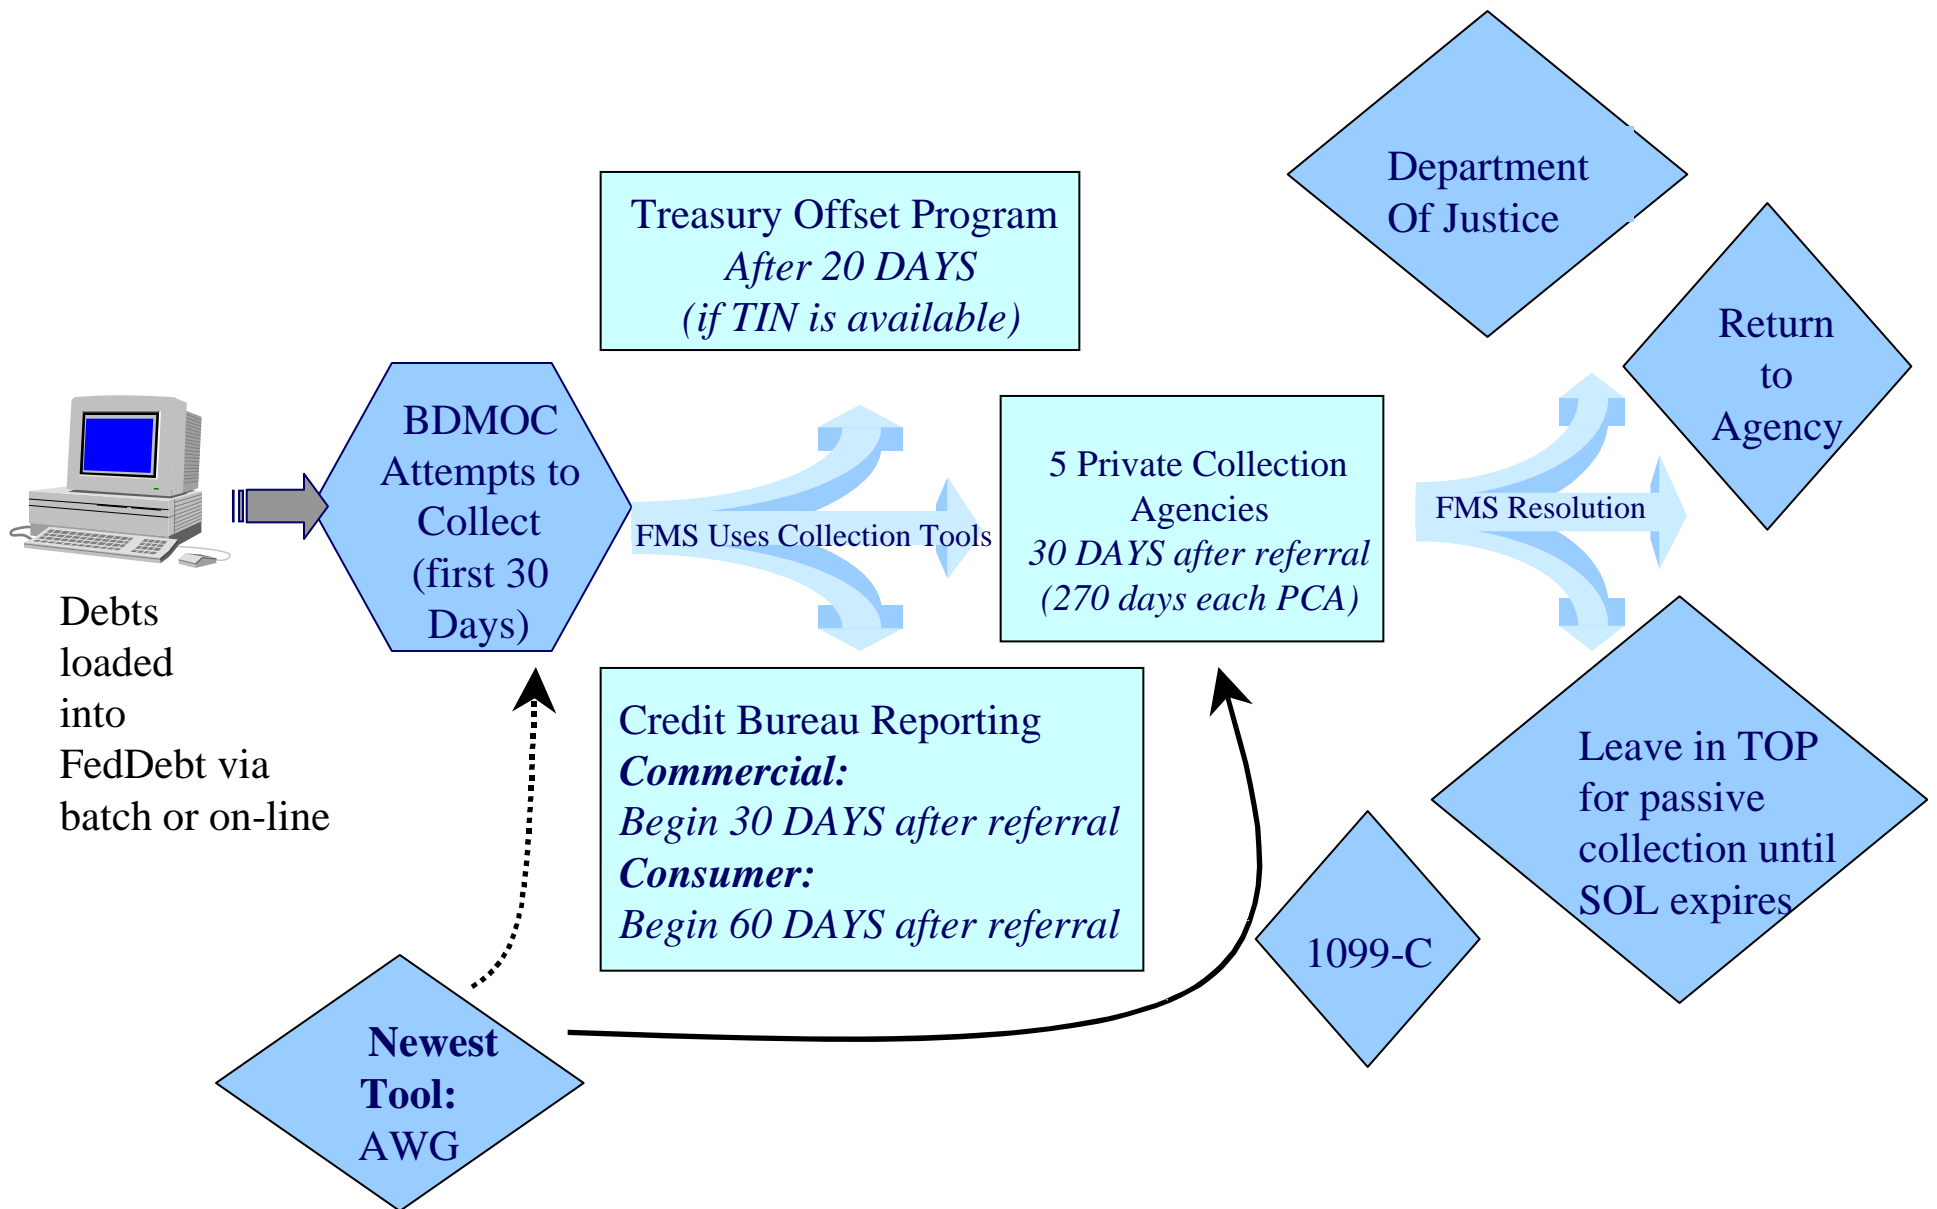 Debts
loaded
into
FedDebt via
batch or on-line
BDMOC
Attempts to
Collect
(first 30
Days)
Treasury Offset Program
After 20 DAYS
(if TIN is available)
FMS Uses Collection Tools
Credit Bureau Reporting
Commercial:
Begin 30 DAYS after referral
Consumer:
Begin 60 DAYS after referral
5 Private Collection
Agencies
30 DAYS after referral
(270 days each PCA)
FMS Resolution
Department
Of Justice
Return
to
Agency
Leave in TOP
for passive
collection until
SOL expires
1099-C
Newest
Tool:
AWG